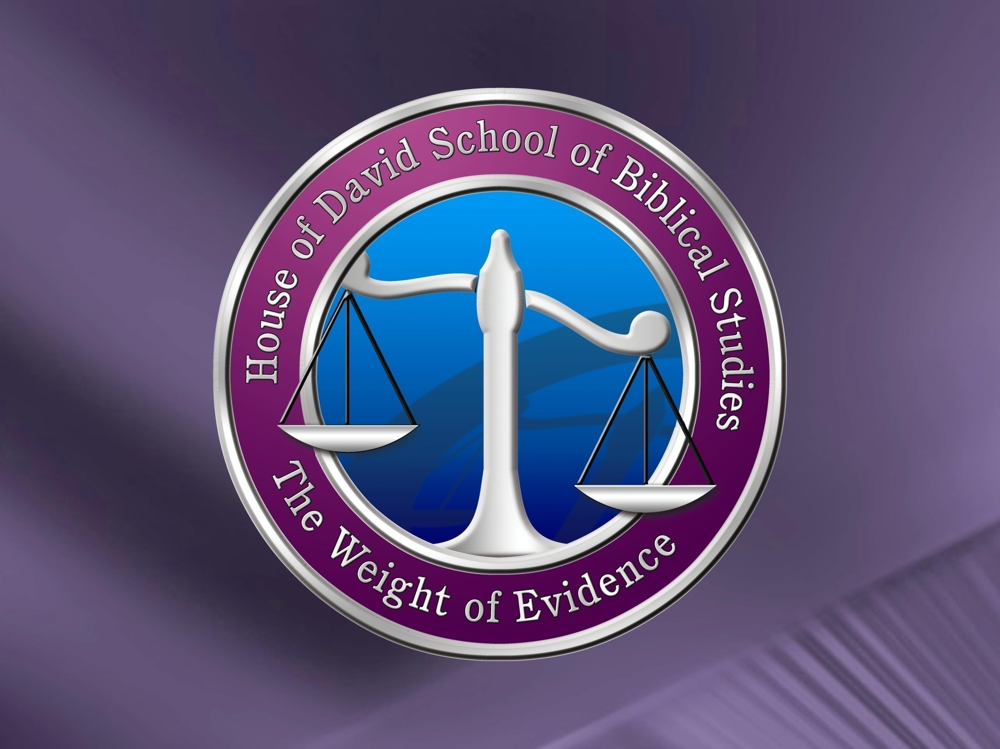 House of David School of Biblical Studies
The Weight of Evidence